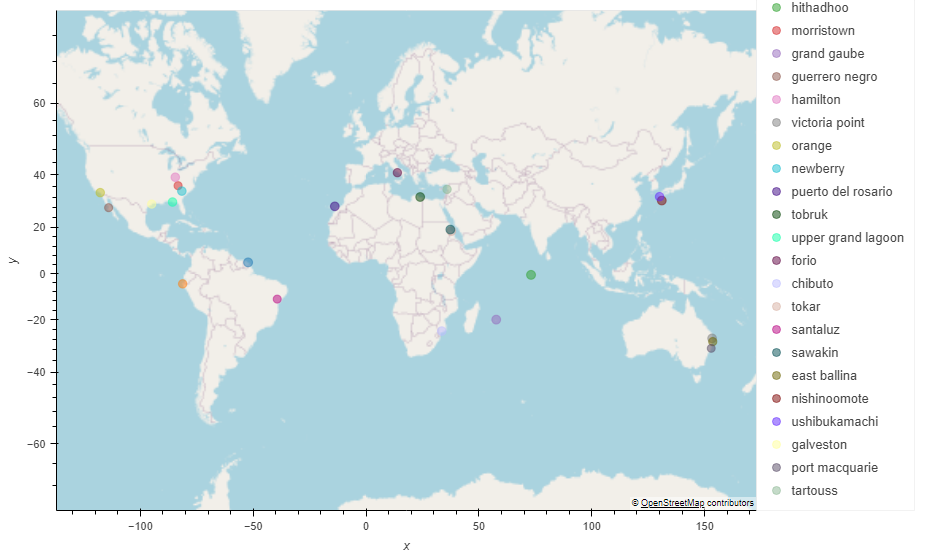 hithadhoo
morristown
grand gaube
guerrero negro
hamilton
victoria point
orange
newberry
puerto del rosario
tobruk
upper grand lagoon
forio
chibuto
tokar
santaluz
sawakin
east ballina
nishinoomote
ushibukamachi
galveston
port macquarie
tartouss
60
40
20
0
−20
−40
−60
y
© OpenStreetMap contributors
−100
−50
0
50
100
150
x